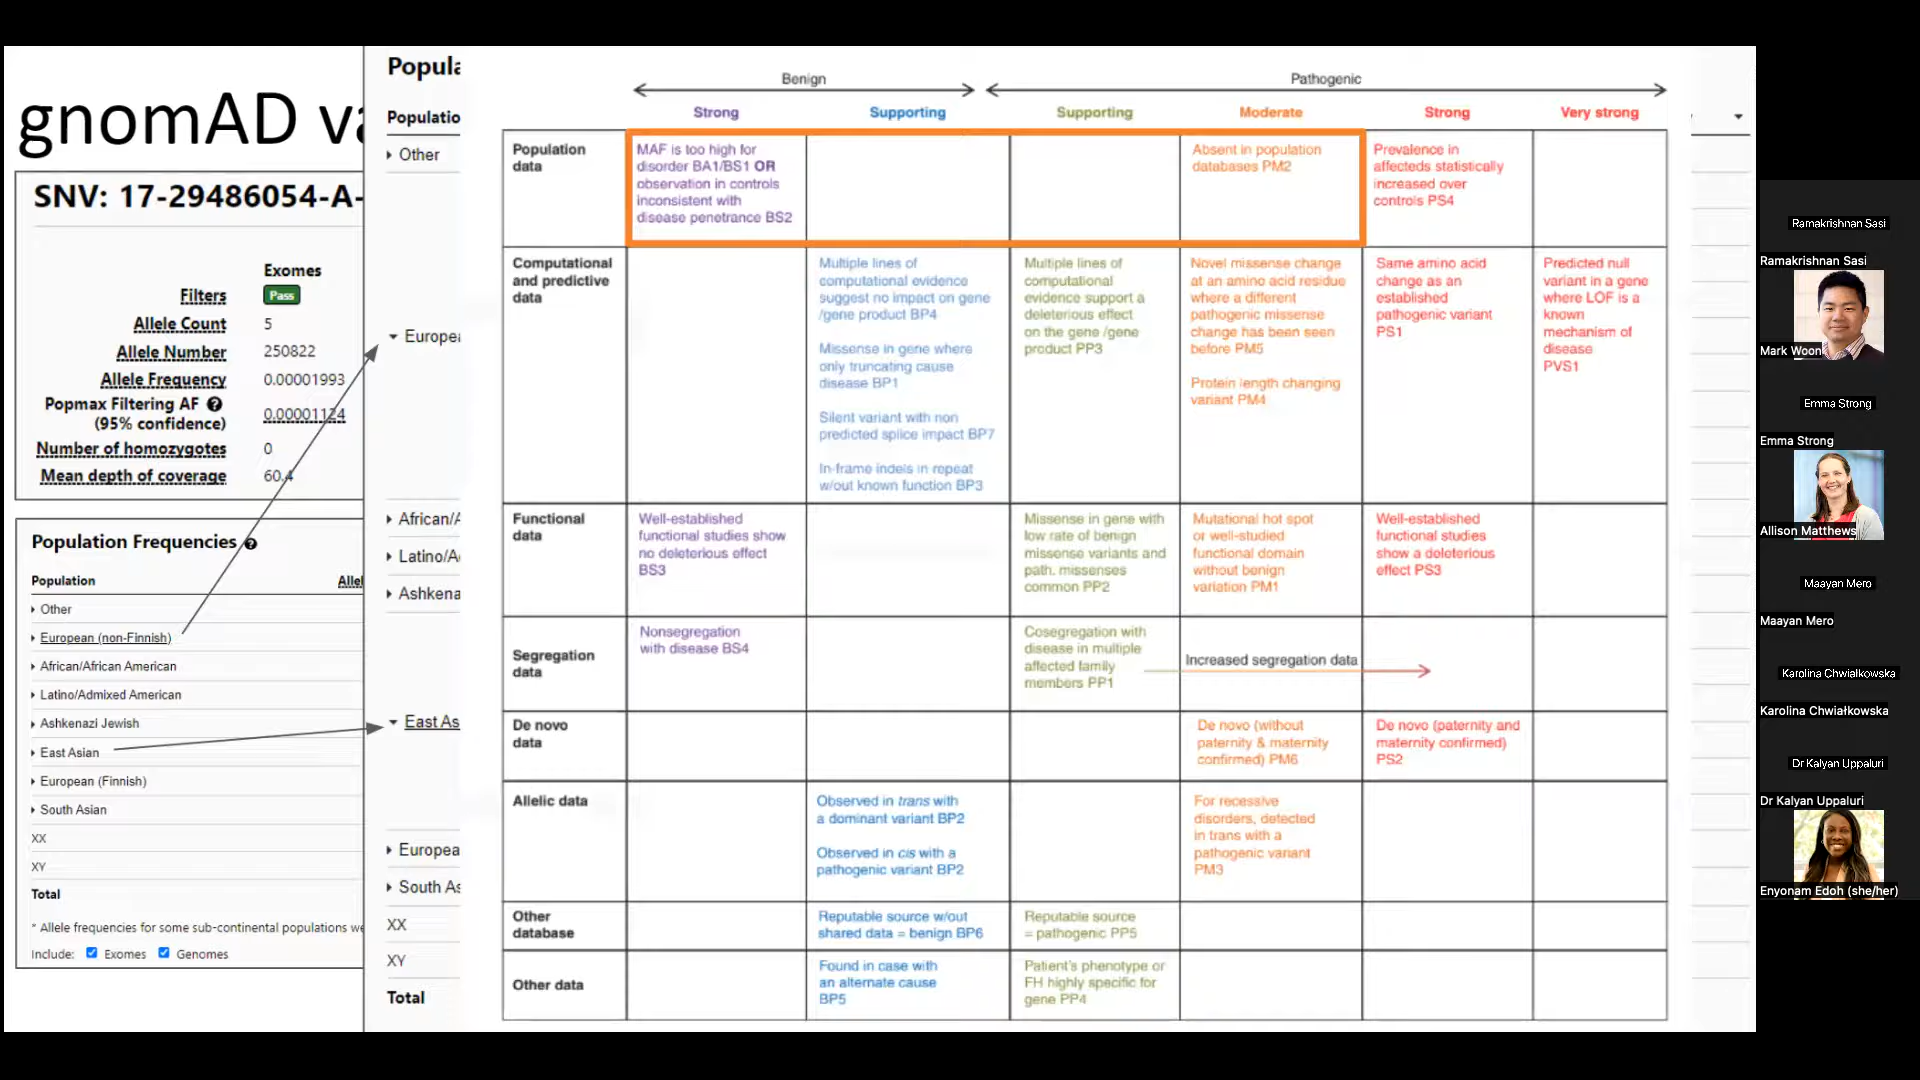 gnomAD va
SNV: 17-29486054-A-
Exomes
Filters Pass
Allele Count 5
Allele Number 250822
Allele Frequency 0.00001993
Popmax Filtering AF ?
(95% confidence) 0.00001124
Number of homozygotes 0
Mean depth of coverage 60.4
Population Frequencies ?
Population Allel
Other
European (non-Finnish)
African/African American
Latino/Admixed American
Ashkenazi Jewish
East Asian
European (Finnish)
South Asian
XX
XY
Total
* Allele frequencies for some sub-continental populations we
Include: Exomes Genomes
Popula
Populatio
Other
Europea
African/A
Latino/A
Ashkena
East As
Europea
South As
XX
XY
Total
Benign Pathogenic
Strong Supporting Supporting Moderate Strong Very strong
Population
data
MAF is too high for
disorder BA1/BS1 OR
observation in controls
inconsistent with
disease penetrance BS2
Absent in population
databases PM2
Prevalence in
affecteds statistically
increased over
controls PS4
Computational
and predictive
data
Multiple lines of
computational evidence
suggest no impact on gene
/gene product BP4
Missense in gene where
only truncating cause
disease BP1
Silent variant with non
predicted splice impact BP7
In-frame indels in repeat
w/out known function BP3
Multiple lines of
computational
evidence support a
deleterious effect
on the gene /gene
product PP3
Novel missense change
at an amino acid residue
where a different
pathogenic missense
change has been seen
before PM5
Protein length changing
variant PM4
Same amino acid
change as an
established
pathogenic variant
PS1
Predicted null
variant in a gene
where LOF is a
known
mechanism of
disease
PVS1
Functional
data
Well-established
functional studies show
no deleterious effect
BS3
Missense in gene with
low rate of benign
missense variants and
path. missenses
common PP2
Mutational hot spot
or well-studied
functional domain
without benign
variation PM1
Well-established
functional studies
show a deleterious
effect PS3
Segregation
data
Nonsegregation
with disease BS4
Cosegregation with
disease in multiple
affected family
members PP1
Increased segregation data
De novo
data
De novo (without
paternity & maternity
confirmed) PM6
De novo (paternity and
maternity confirmed)
PS2
Allelic data
Observed in trans with
a dominant variant BP2
Observed in cis with a
pathogenic variant BP2
For recessive
disorders, detected
in trans with a
pathogenic variant
PM3
Other
database
Reputable source w/out
shared data = benign BP6
Reputable source
= pathogenic PP5
Other data
Found in case with
an alternate cause
BP5
Patient's phenotype or
FH highly specific for
gene PP4
Ramakrishnan Sasi
Ramakrishnan Sasi
Mark Woon
Emma Strong
Emma Strong
Allison Matthews
Maayan Mero
Maayan Mero
Karolina Chwiałkowska
Karolina Chwiałkowska
Dr Kalyan Uppaluri
Dr Kalyan Uppaluri
Enyonam Edoh (she/her)